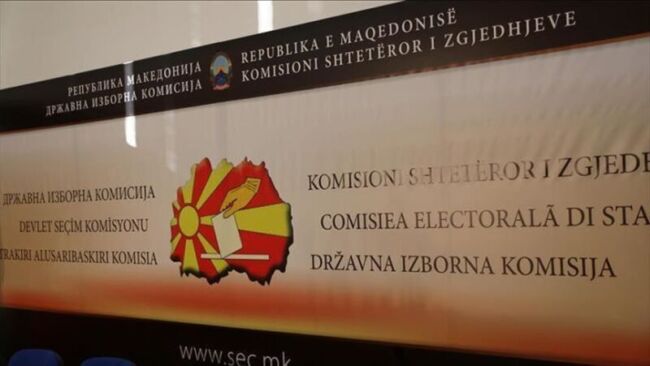 РЕПУБЛИКА МАКЕДОНИЈА
ДРЖАВНА ИЗБОРНА КОМИСИЈА
REPUBLIKA E MAQEDONISË
KOMISIONI SHTETËROR I ZGJEDHJEVE
ДРЖАВНА ИЗБОРНА КОМИСИЈА
DEVLET SEÇİM KOMİSYONU
TRAKIRI ALUSARIBASKIRI KOMISIA
KOMISIONI SHTETËROR I ZGJEDH
COMISIEA ELECTORALÃ DI STA
DRŽAVNA IZBORNA KOMISIJA
www.sec.mk